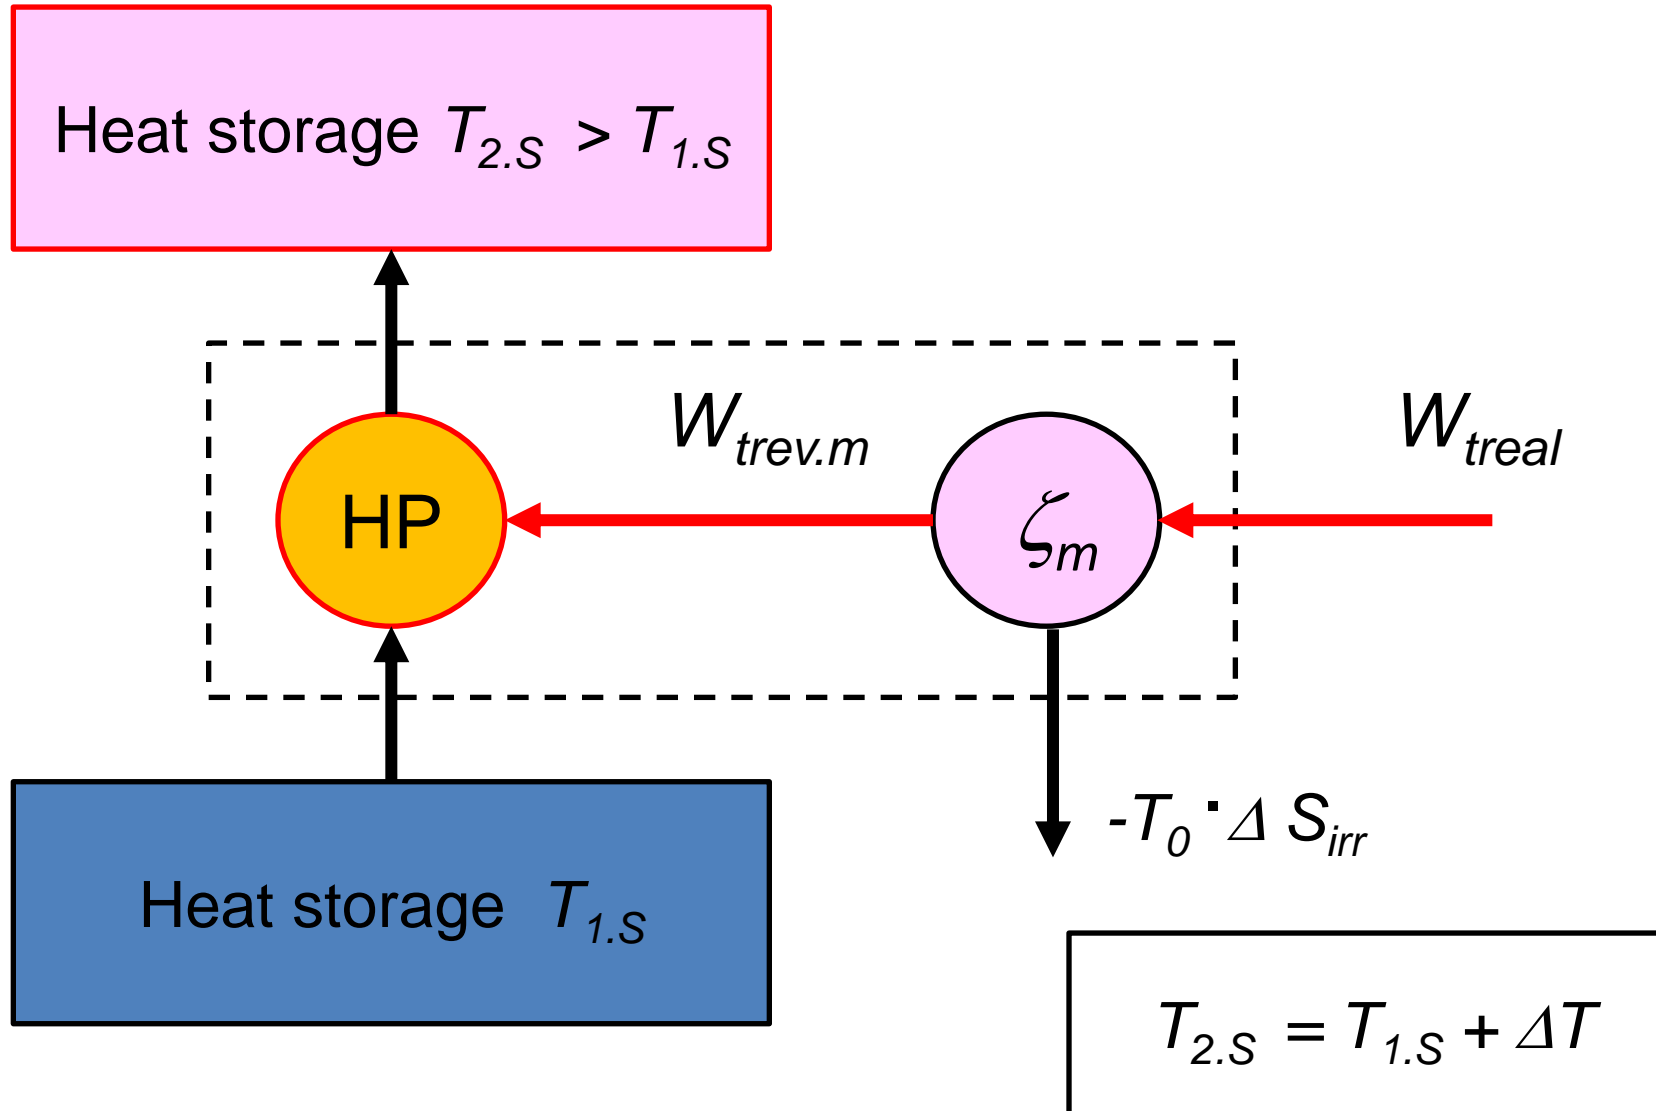 Heat storage T2.S > T1.S
Wtrev.m
Wtreal
HP
ζm
-T0 · Δ Sirr
Heat storage T1.S
T2.S = T1.S + ΔT